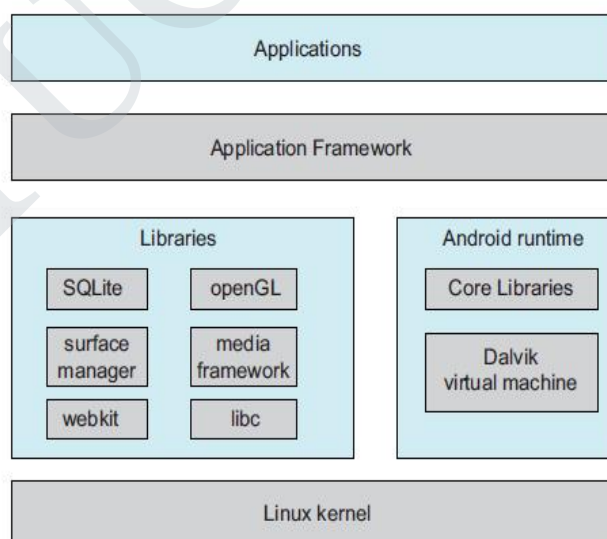 Applications
Application Framework
Libraries
SQLite
openGL
surface
manager
media
framework
webkit
libc
Android runtime
Core Libraries
Dalvik
virtual machine
Linux kernel